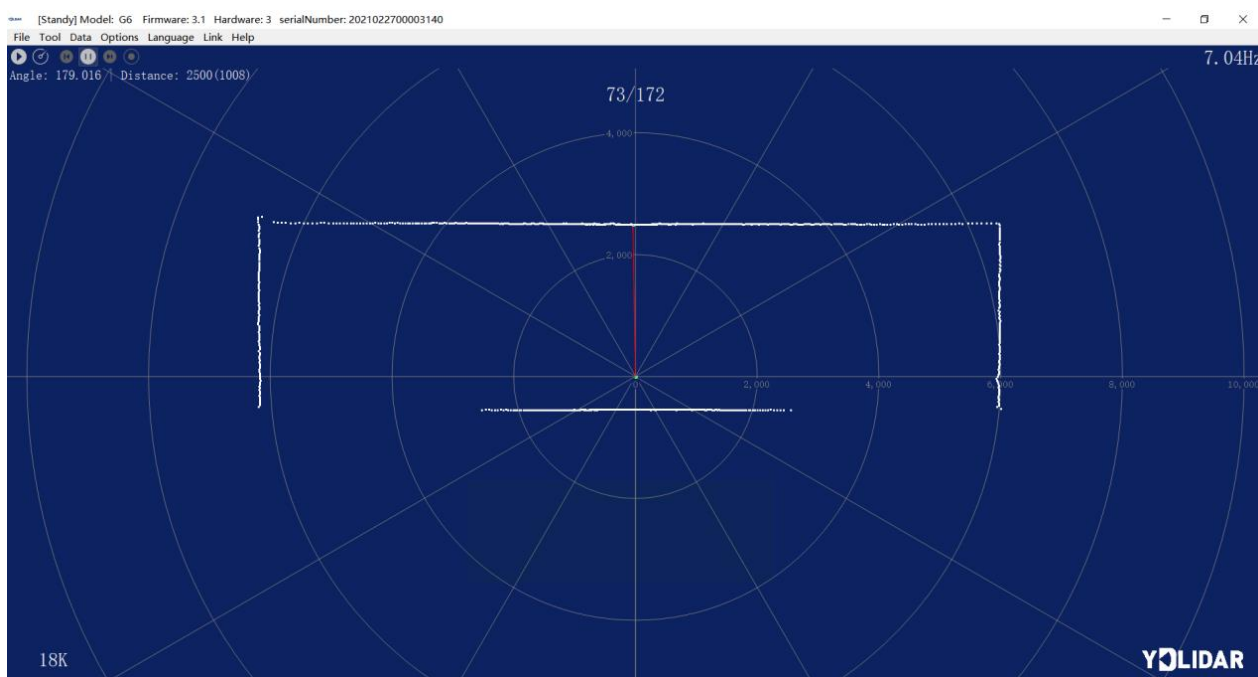 [Standy] Model: G6 Firmware: 3.1 Hardware: 3 serialNumber: 2021022700003140
File Tool Data Options Language Link Help
7.04Hz
Angle: 179.016 Distance: 2500(1008)
73/172
4,000
2,000
0 2,000 4,000 6,000 8,000 10,000
18K
YDLIDAR